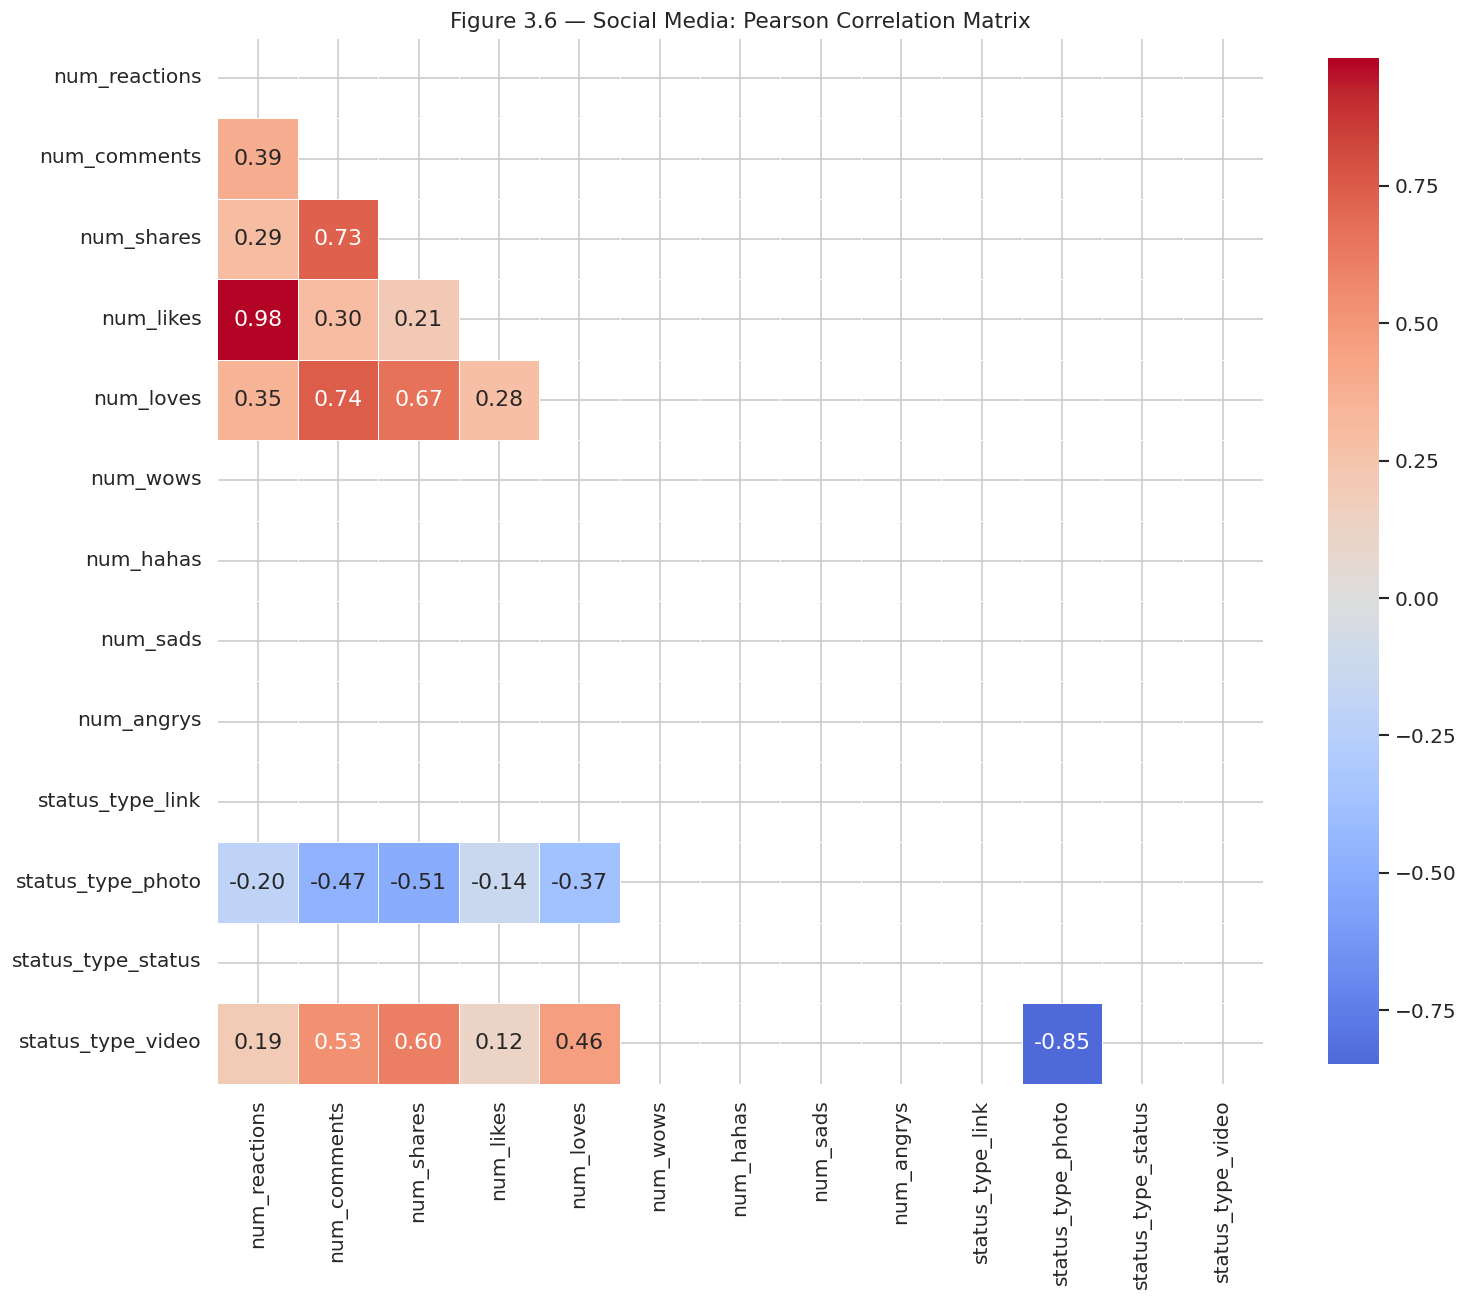 Figure 3.6 — Social Media: Pearson Correlation Matrix
num_reactions
num_comments 0.39
num_shares 0.29 0.73
num_likes 0.98 0.30 0.21
num_loves 0.35 0.74 0.67 0.28
num_wows
num_hahas
num_sads
num_angrys
status_type_link
status_type_photo -0.20 -0.47 -0.51 -0.14 -0.37
status_type_status
status_type_video 0.19 0.53 0.60 0.12 0.46 -0.85
num_reactions
num_comments
num_shares
num_likes
num_loves
num_wows
num_hahas
num_sads
num_angrys
status_type_link
status_type_photo
status_type_status
status_type_video
0.75
0.50
0.25
0.00
−0.25
−0.50
−0.75